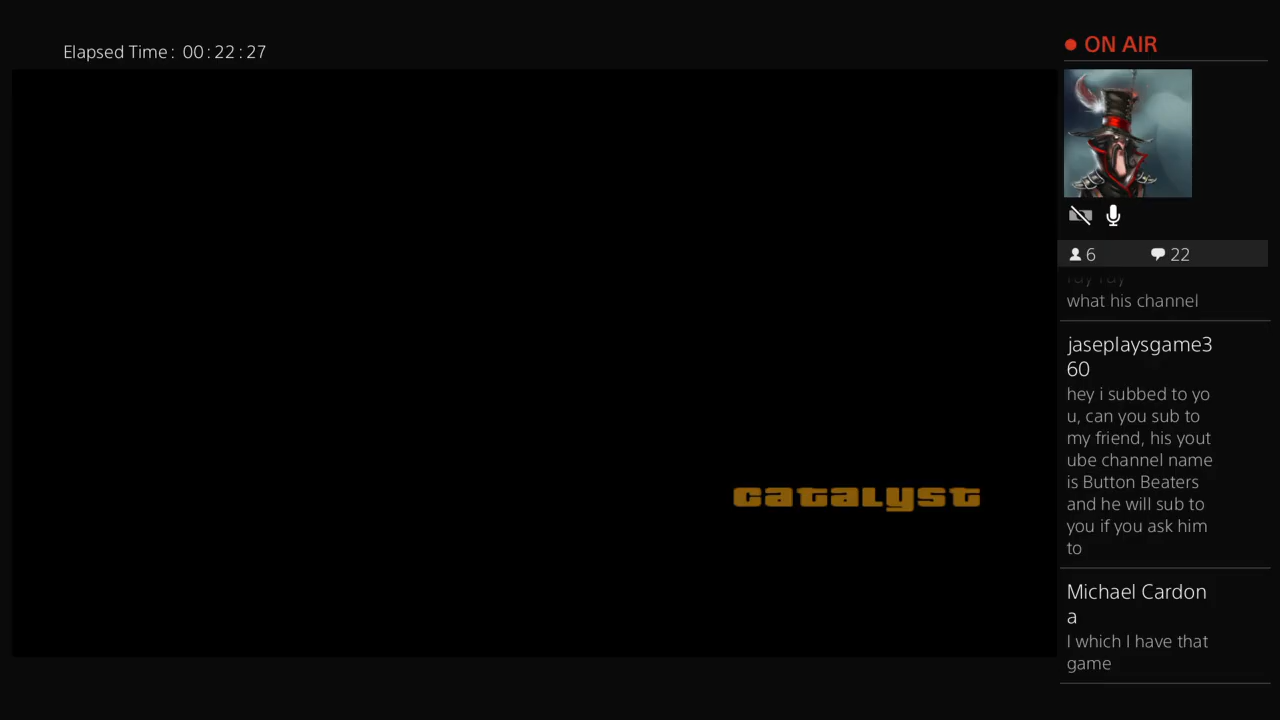 Elapsed Time: 00:22:27
ON AIR
6 22
ray ray
what his channel
jaseplaysgame3
60
hey i subbed to yo
u, can you sub to
my friend, his yout
ube channel name
is Button Beaters
and he will sub to
you if you ask him
to
catalyst
Michael Cardon
a
I which I have that
game